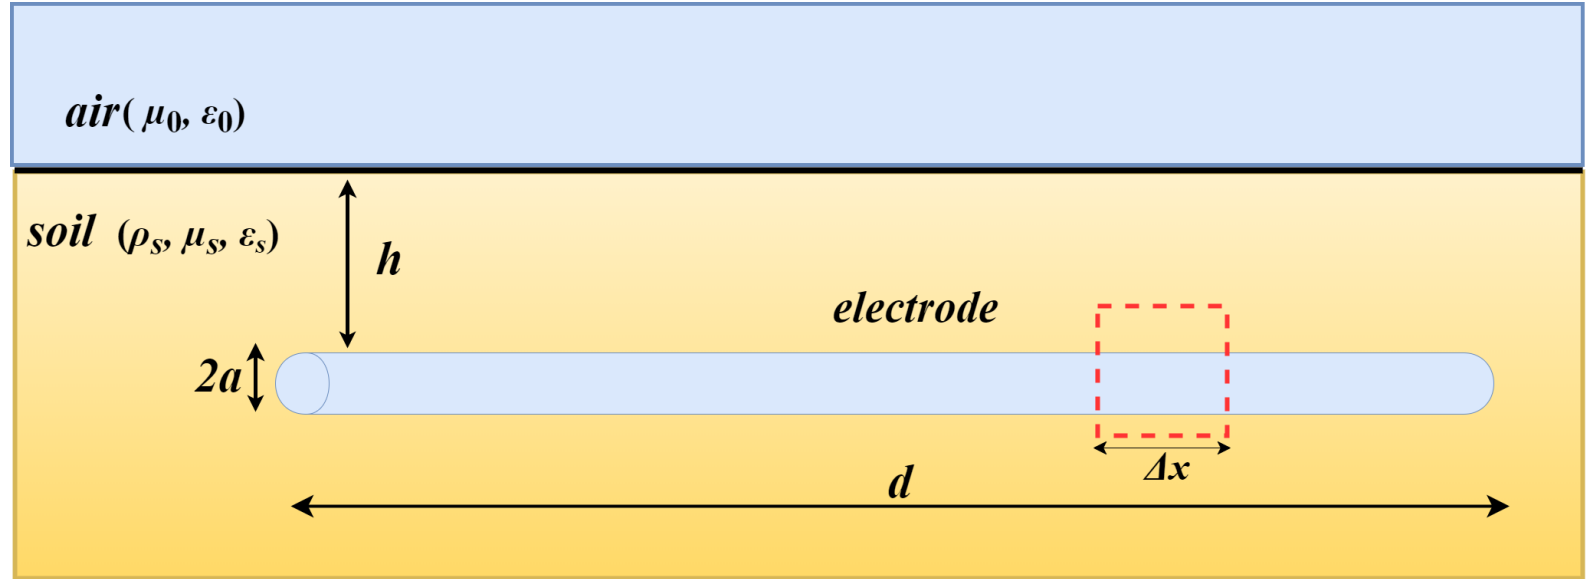 air( μ₀, ε₀)
soil (ρₛ, μₛ, εₛ)
h
electrode
2a
Δx
d